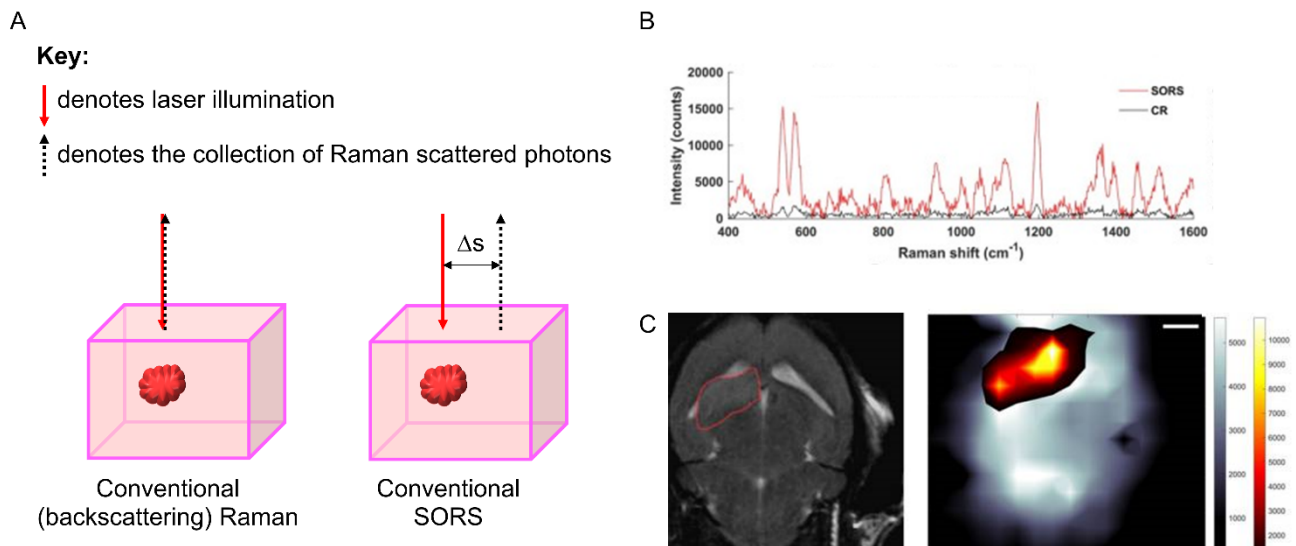 A
Key:
denotes laser illumination
denotes the collection of Raman scattered photons
Δs
Conventional
(backscattering) Raman
Conventional
SORS
B
20000
15000
10000
5000
0
Intensity (counts)
SORS
CR
400
600
800
1000
1200
1400
1600
Raman shift (cm-1)
C
5000
4000
3000
2000
1000
10000
9000
8000
7000
6000
5000
4000
3000
2000